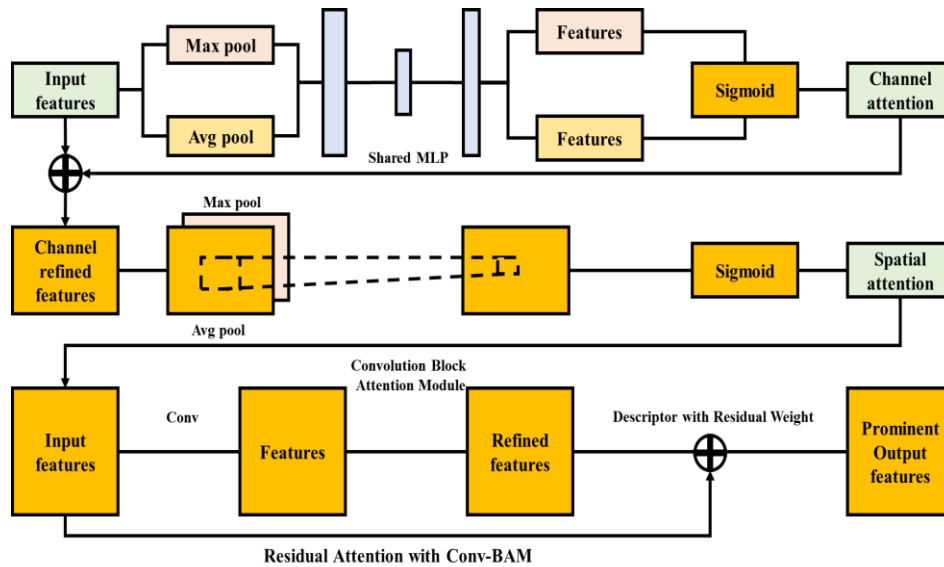 Max pool
Features
Input
features
Sigmoid
Channel
attention
Avg pool
Features
Shared MLP
Max pool
Channel
refined
features
Sigmoid
Spatial
attention
Avg pool
Convolution Block
Attention Module
Conv
Descriptor with Residual Weight
Input
features
Features
Refined
features
Prominent
Output
features
Residual Attention with Conv-BAM